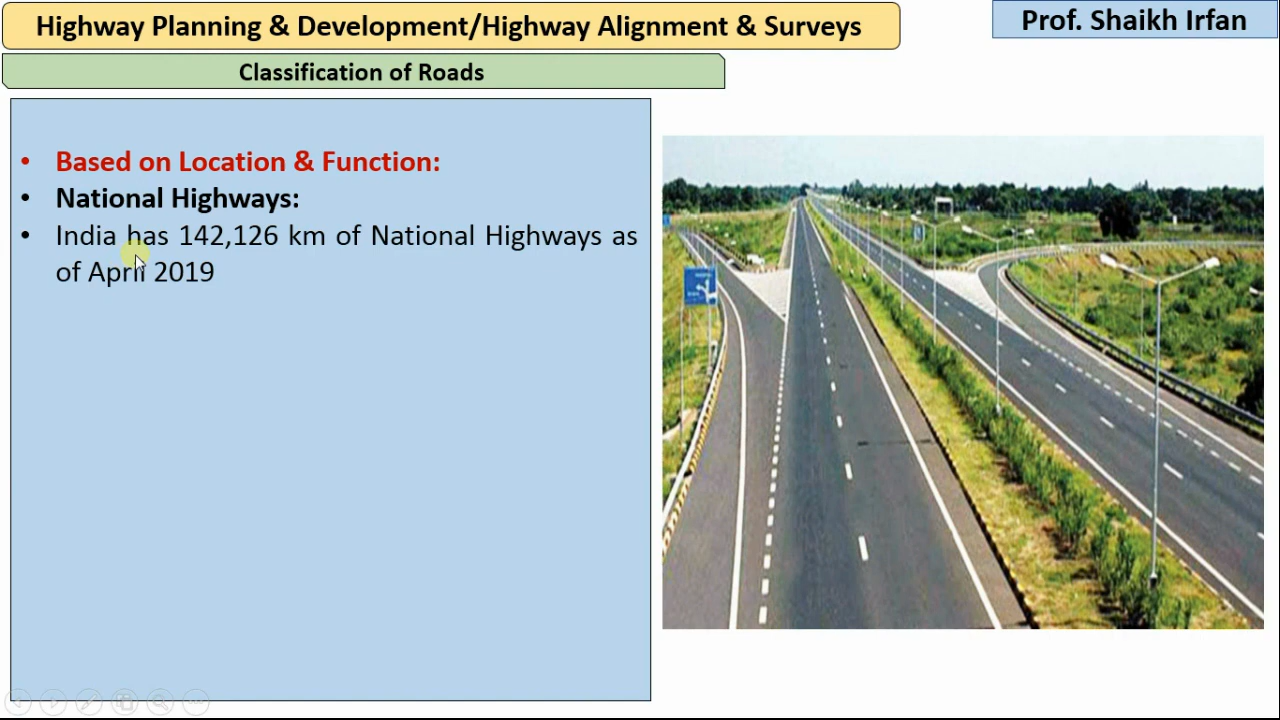 Highway Planning & Development/Highway Alignment & Surveys
Prof. Shaikh Irfan
Classification of Roads
• Based on Location & Function:
• National Highways:
• India has 142,126 km of National Highways as
of April 2019